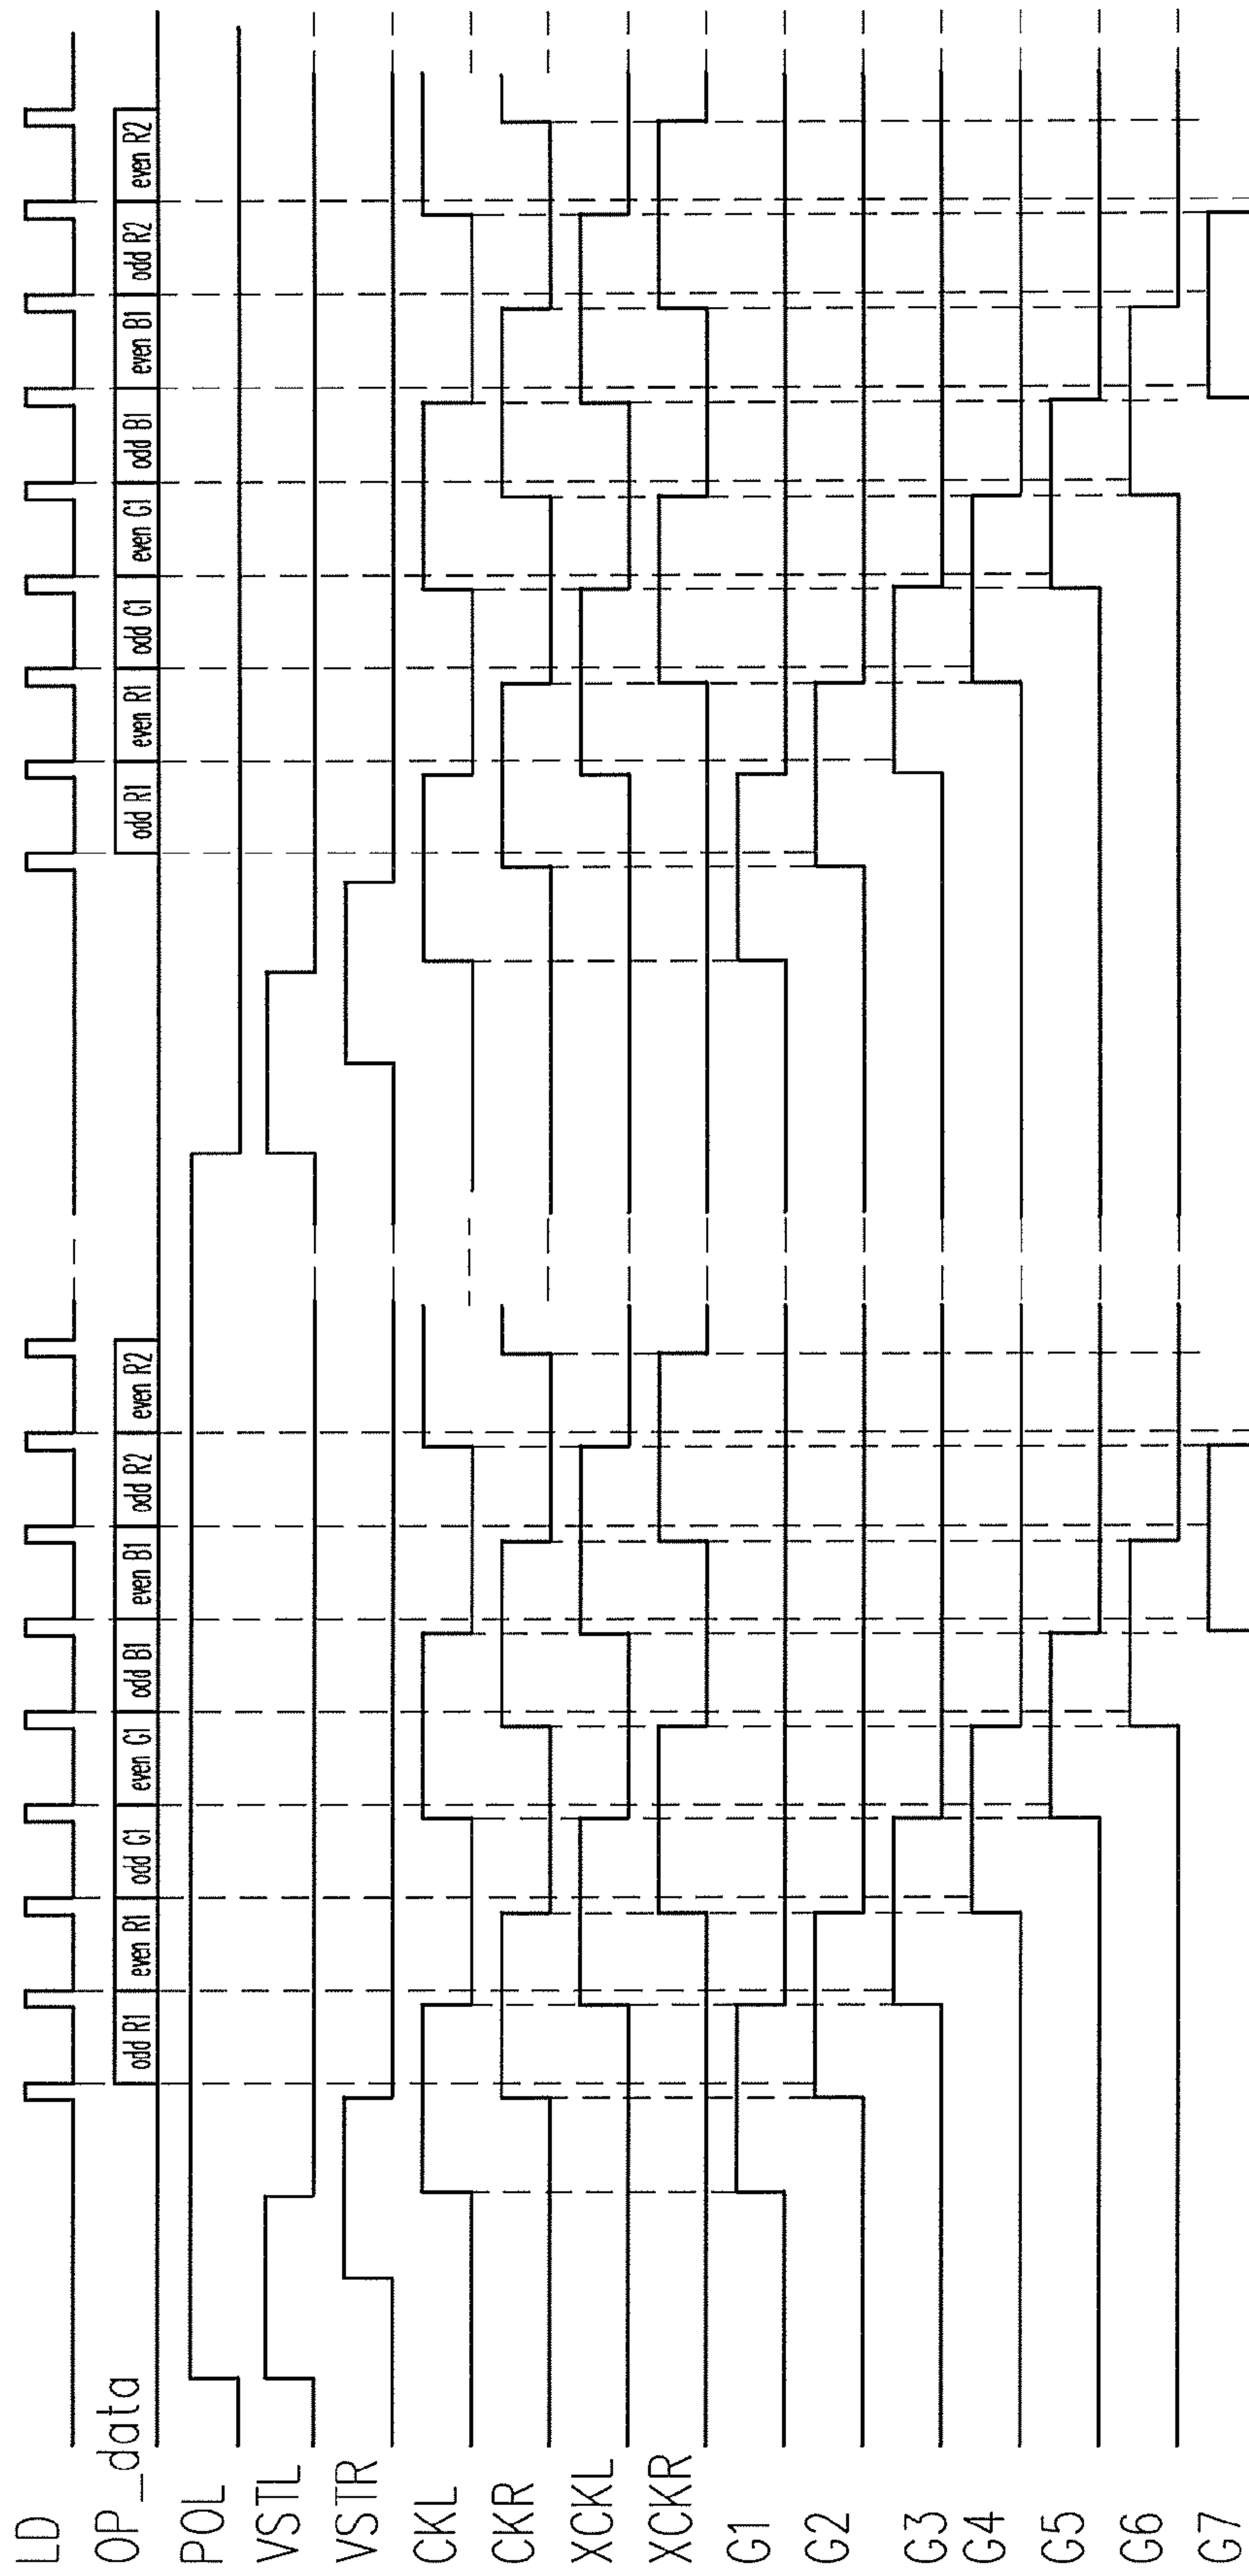 LD
odd R1 even R1 odd G1 even G1 odd B1 even B1 odd R2 even R2 odd R1 even R1 odd G1 even G1 odd B1 even B1 odd R2 even R2
OP_data
POL
VSTL
VSTR
CKL
CKR
XCKL
XCKR
G1
G2
G3
G4
G5
G6
G7